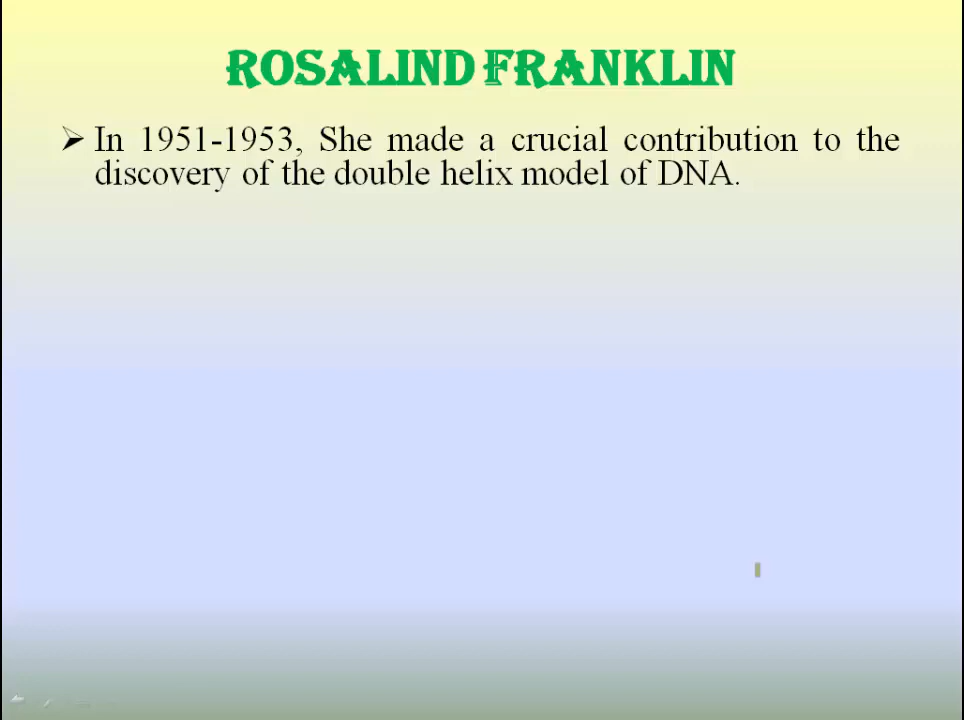 ROSALIND FRANKLIN
➢ In 1951-1953, She made a crucial contribution to the
discovery of the double helix model of DNA.